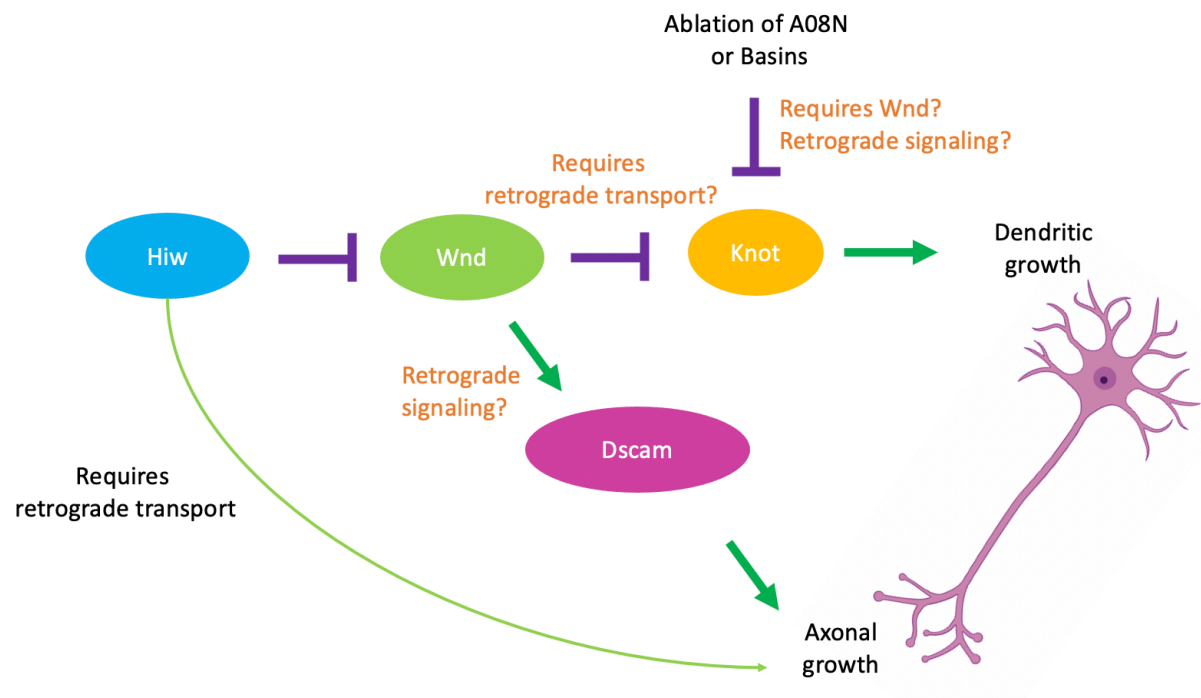 Ablation of A08N
or Basins
Requires Wnd?
Retrograde signaling?
Requires
retrograde transport?
Hiw
Wnd
Knot
Dendritic
growth
Retrograde
signaling?
Dscam
Requires
retrograde transport
Axonal
growth